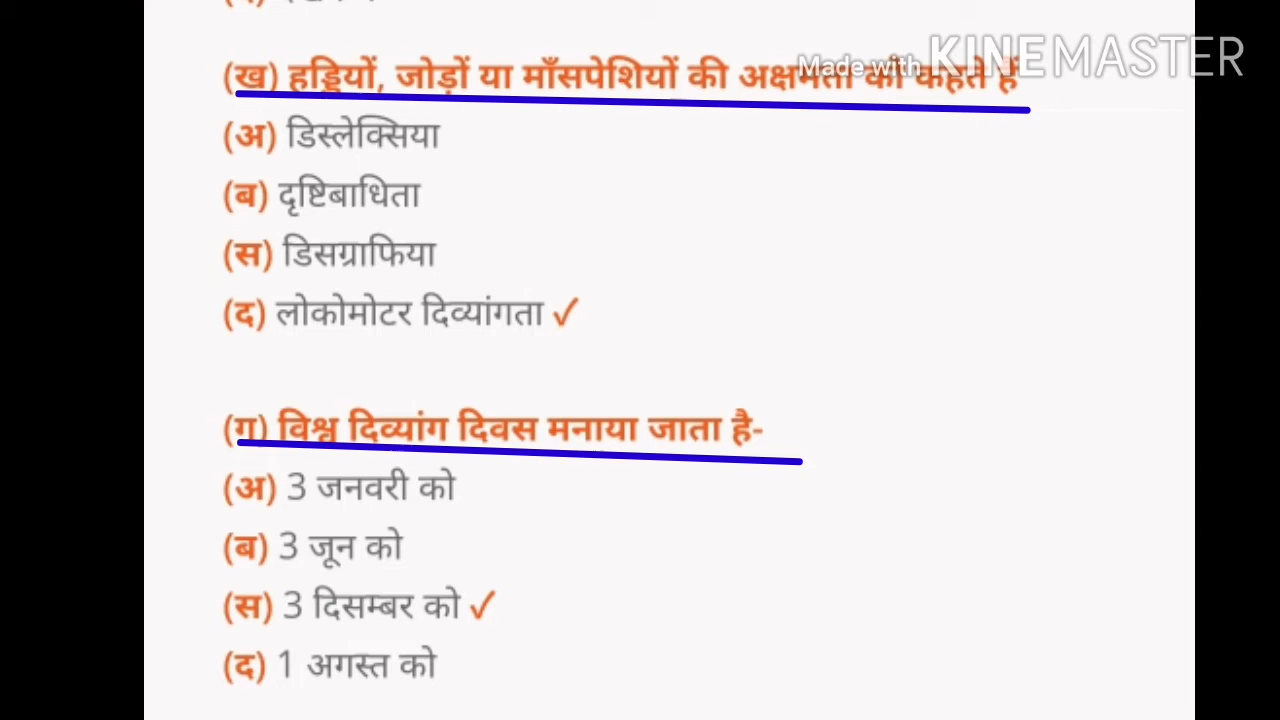 Made with KINEMASTER
(ख) हड्डियों, जोड़ों या माँसपेशियों की अक्षमता को कहते हैं
(अ) डिस्लेक्सिया
(ब) दृष्टिबाधिता
(स) डिसग्राफिया
(द) लोकोमोटर दिव्यांगता ✓
(ग) विश्व दिव्यांग दिवस मनाया जाता है-
(अ) 3 जनवरी को
(ब) 3 जून को
(स) 3 दिसम्बर को ✓
(द) 1 अगस्त को